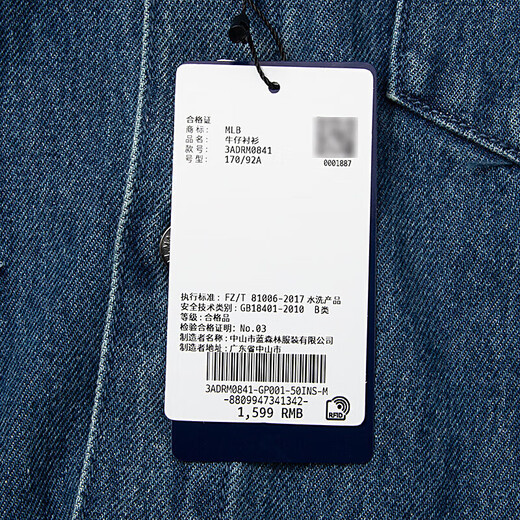 合格证
商 标: MLB
品 名: 牛仔衬衫
款 号: 3ADRM0841
号 型: 170/92A
0001887
执行标准: FZ/T 81006-2017 水洗产品
安全技术类别: GB18401-2010 B类
等级: 合格品
检验合格证明: No.03
制造者名称: 中山市蓝森林服装有限公司
制造者地址: 广东省中山市
3ADRM0841-GP001-50INS-M
-8809947341342-
1,599 RMB
RFID